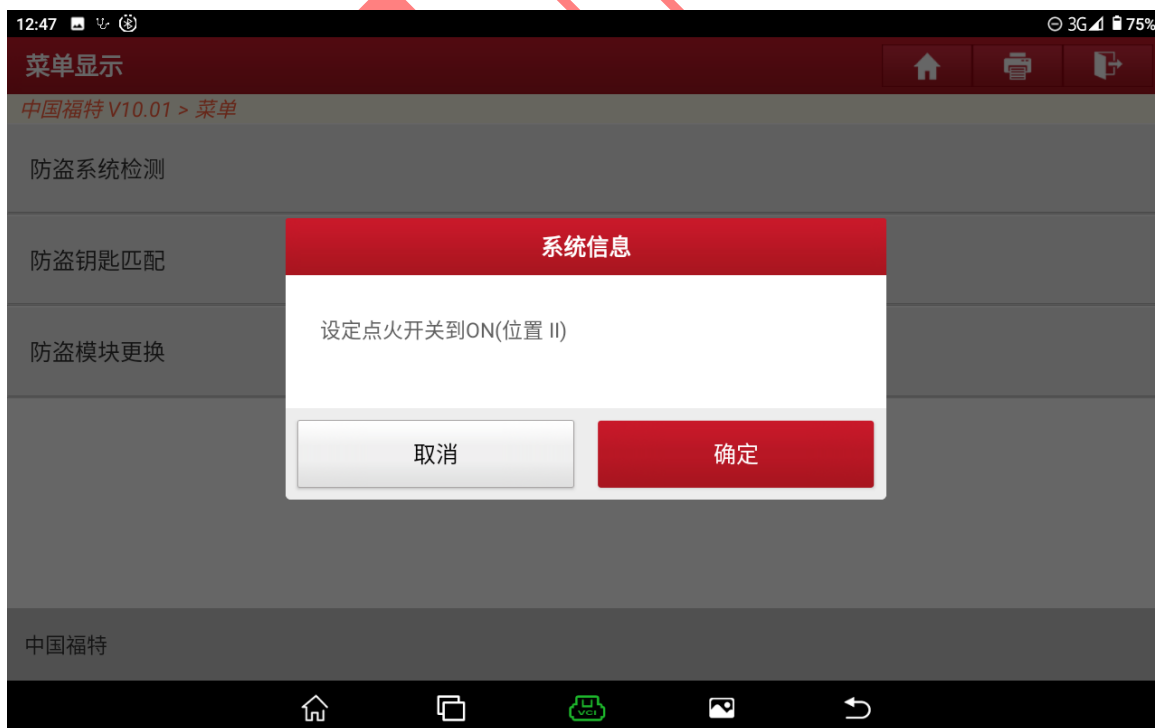 12:47
3G 75%
菜单显示
中国福特 V10.01 > 菜单
防盗系统检测
防盗钥匙匹配
防盗模块更换
系统信息
设定点火开关到ON(位置 II)
取消
确定
中国福特
VCI